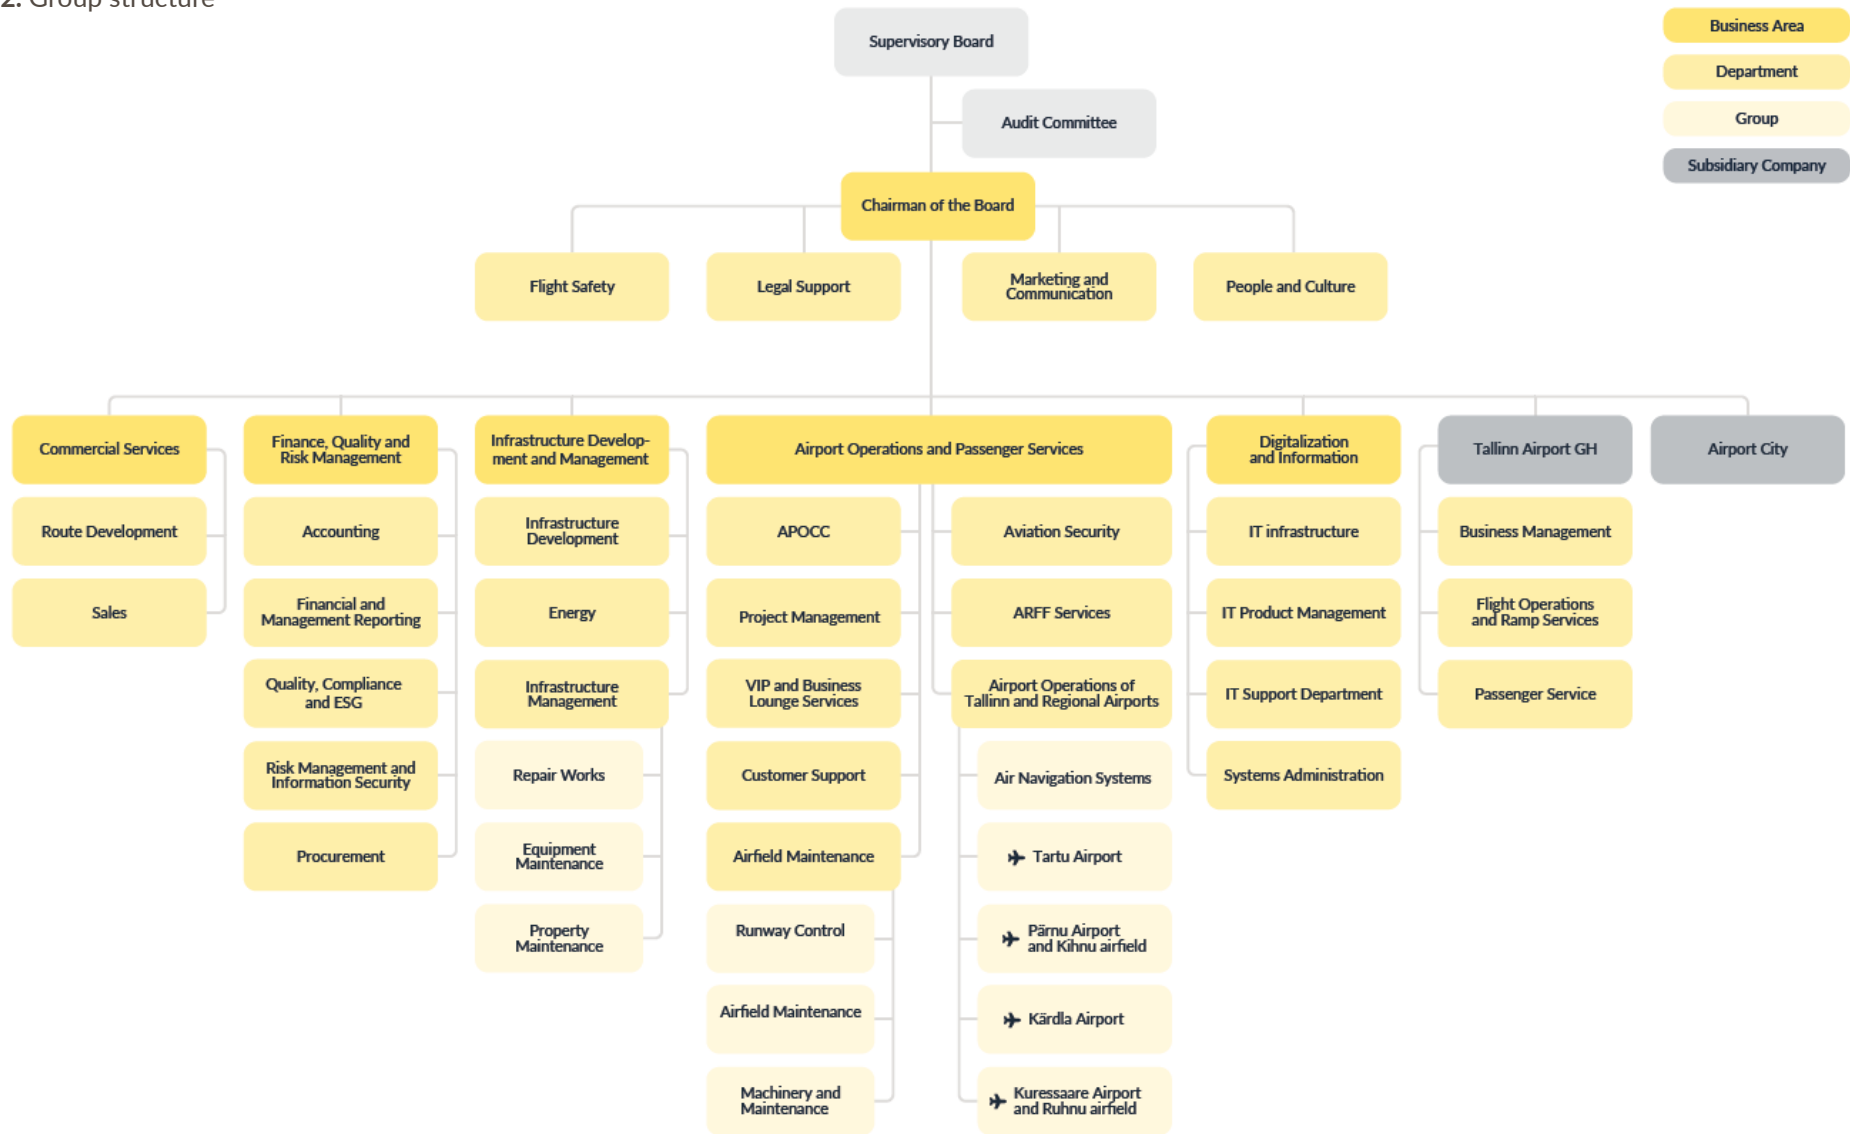 2. Group structure
Supervisory Board
Audit Committee
Chairman of the Board
Business Area
Department
Group
Subsidiary Company
Flight Safety
Legal Support
Marketing and
Communication
People and Culture
Commercial Services
Route Development
Sales
Finance, Quality and
Risk Management
Accounting
Financial and
Management Reporting
Quality, Compliance
and ESG
Risk Management and
Information Security
Procurement
Infrastructure Develop-
ment and Management
Infrastructure
Development
Energy
Infrastructure
Management
Repair Works
Equipment
Maintenance
Property
Maintenance
Airport Operations and Passenger Services
APOCC
Project Management
VIP and Business
Lounge Services
Customer Support
Airfield Maintenance
Runway Control
Airfield Maintenance
Machinery and
Maintenance
Aviation Security
ARFF Services
Airport Operations of
Tallinn and Regional Airports
Air Navigation Systems
Tartu Airport
Pärnu Airport
and Kihnu airfield
Kärdla Airport
Kuressaare Airport
and Ruhnu airfield
Digitalization
and Information
IT infrastructure
IT Product Management
IT Support Department
Systems Administration
Tallinn Airport GH
Business Management
Flight Operations
and Ramp Services
Passenger Service
Airport City